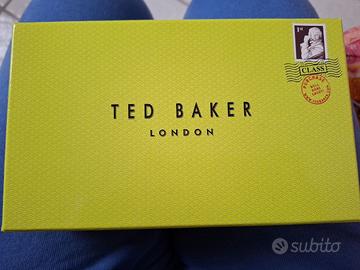 1st
CLASS
TED BAKER
LONDON
subito